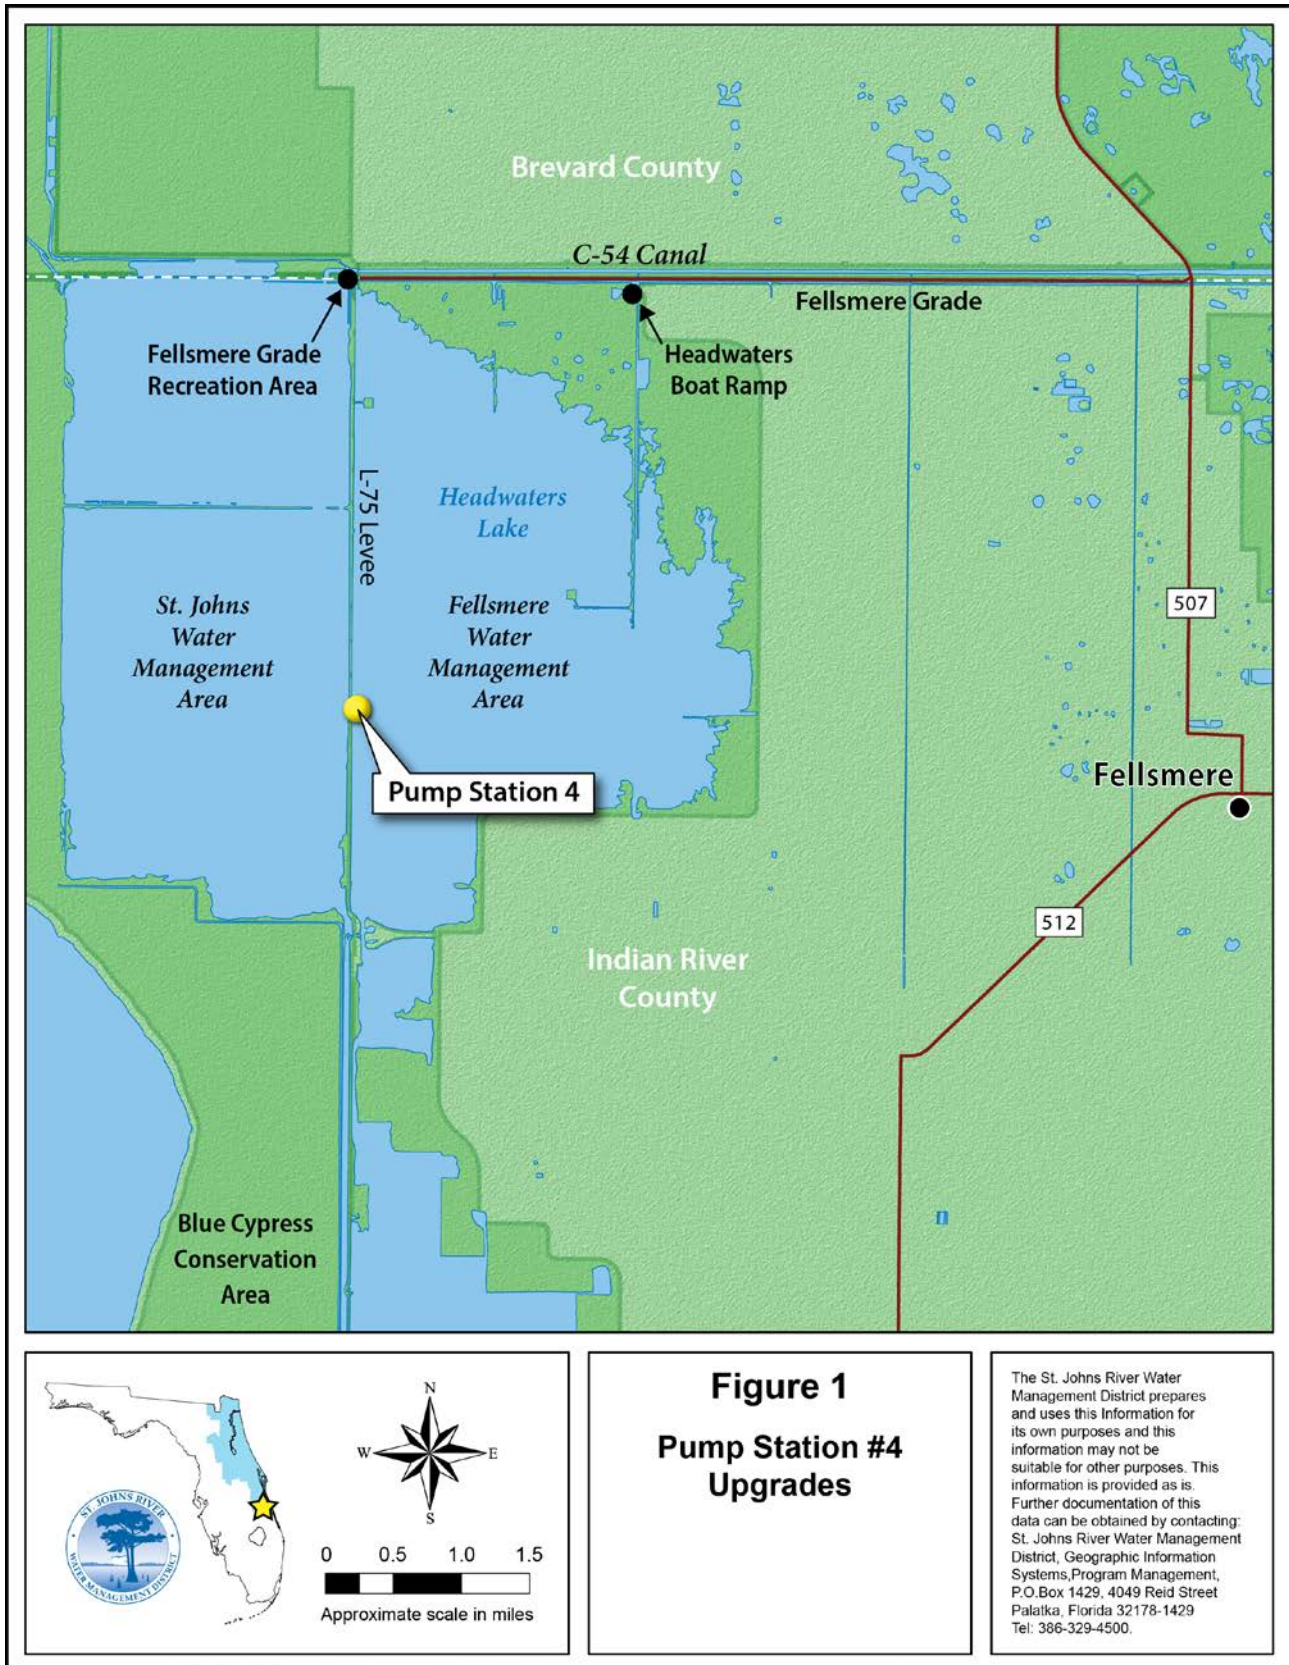 Brevard County
C-54 Canal
Fellsmere Grade
Fellsmere Grade
Recreation Area
Headwaters
Boat Ramp
L-75 Levee
Headwaters
Lake
St. Johns
Water
Management
Area
Fellsmere
Water
Management
Area
507
Pump Station 4
Fellsmere
512
Indian River
County
Blue Cypress
Conservation
Area
ST. JOHNS RIVER
WATER MANAGEMENT DISTRICT
N
W
E
S
0 0.5 1.0 1.5
Approximate scale in miles
Figure 1
Pump Station #4
Upgrades
The St. Johns River Water
Management District prepares
and uses this Information for
its own purposes and this
information may not be
suitable for other purposes. This
information is provided as is.
Further documentation of this
data can be obtained by contacting:
St. Johns River Water Management
District, Geographic Information
Systems,Program Management,
P.O.Box 1429, 4049 Reid Street
Palatka, Florida 32178-1429
Tel: 386-329-4500.